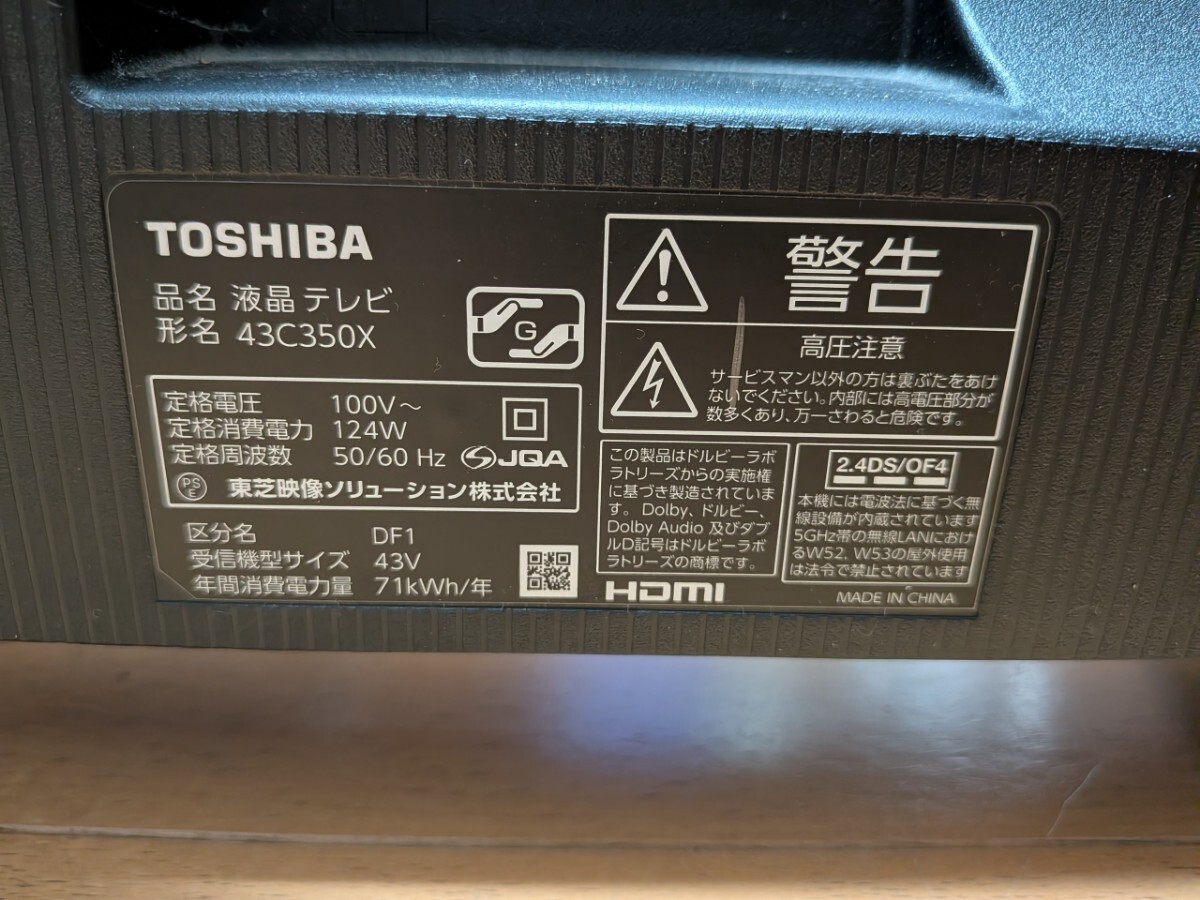 TOSHIBA
品名 液晶テレビ
形名 43C350X
G
定格電圧 100V～
定格消費電力 124W
定格周波数 50/60 Hz JQA
PS
E
東芝映像ソリューション株式会社
区分名 DF1
受信機型サイズ 43V
年間消費電力量 71kWh/年
警告
高圧注意
サービスマン以外の方は裏ぶたをあけ
ないでください。内部には高電圧部分が
数多くあり、万一さわると危険です。
この製品はドルビーラボ
ラトリーズからの実施権
に基づき製造されていま
す。Dolby、ドルビー、
Dolby Audio 及びダブ
ルD記号はドルビーラボ
ラトリーズの商標です。
HDMI
2.4DS/OF4
本機には電波法に基づく無
線設備が内蔵されています
5GHz帯の無線LANにおけ
るW52、W53の屋外使用
は法令で禁止されています
MADE IN CHINA